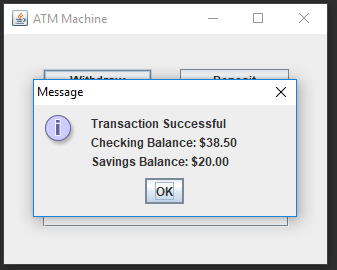 ATM Machine
Withdraw Deposit
Message
Transaction Successful
Checking Balance: $38.50
Savings Balance: $20.00
OK